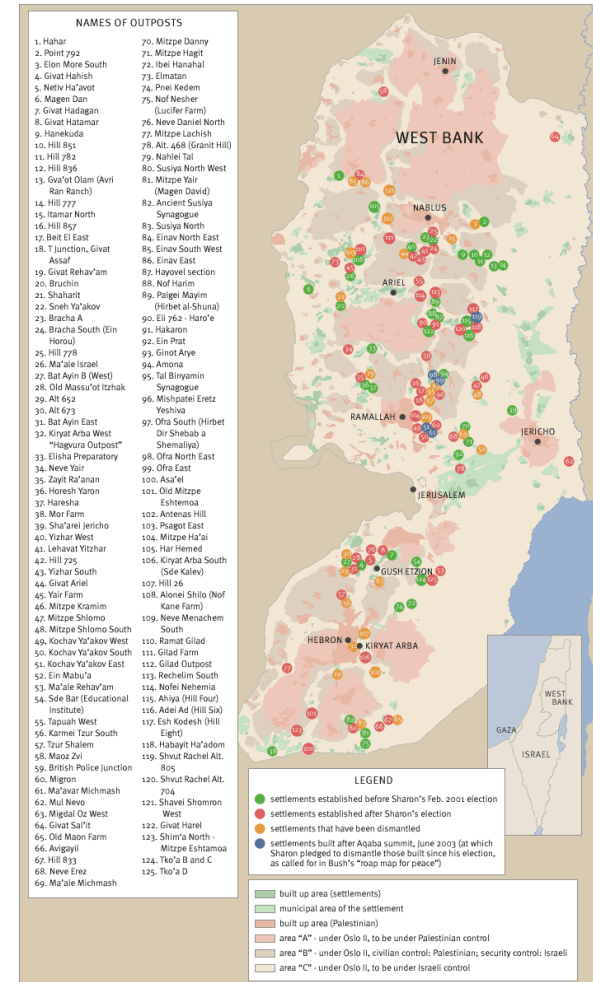 NAMES OF OUTPOSTS
1. Hahar
2. Point 792
3. Elon More South
4. Givat Hahish
5. Netiv Ha'avot
6. Magen Dan
7. Givat Hadagan
8. Givat Hatamar
9. Hanekuda
10. Hill 851
11. Hill 782
12. Hill 836
13. Gva'ot Olam (Avri
Ran Ranch)
14. Hill 777
15. Itamar North
16. Hill 857
17. Beit El East
18. T Junction, Givat
Assaf
19. Givat Rehav'am
20. Bruchin
21. Shaharit
22. Sneh Ya'akov
23. Bracha A
24. Bracha South (Ein
Horou)
25. Hill 778
26. Ma'ale Israel
27. Bat Ayin B (West)
28. Old Massu'ot Itzhak
29. Alt 652
30. Alt 673
31. Bat Ayin East
32. Kiryat Arba West
"Hagvura Outpost"
33. Elisha Preparatory
34. Neve Yair
35. Zayit Ra'anan
36. Horesh Yaron
37. Haresha
38. Mor Farm
39. Sha'arei Jericho
40. Yizhar West
41. Lehavat Yitzhar
42. Hill 725
43. Yizhar South
44. Givat Ariel
45. Yair Farm
46. Mitzpe Kramim
47. Mitzpe Shlomo
48. Mitzpe Shlomo South
49. Kochav Ya'akov West
50. Kochav Ya'akov South
51. Kochav Ya'akov East
52. Ein Mabu'a
53. Ma'ale Rehav'am
54. Sde Bar (Educational
Institute)
55. Tapuah West
56. Karmei Tzur South
57. Tzur Shalem
58. Maoz Zvi
59. British Police Junction
60. Migron
61. Ma'avar Michmash
62. Mul Nevo
63. Migdal Oz West
64. Givat Sal'it
65. Old Maon Farm
66. Avigayil
67. Hill 833
68. Neve Erez
69. Ma'ale Michmash
70. Mitzpe Danny
71. Mitzpe Hagit
72. Ibei Hanahal
73. Elmatan
74. Pnei Kedem
75. Nof Nesher
(Lucifer Farm)
76. Neve Daniel North
77. Mitzpe Lachish
78. Alt. 468 (Granit Hill)
79. Nahlei Tal
80. Susiya North West
81. Mitzpe Yair
(Magen David)
82. Ancient Susiya
Synagogue
83. Susiya North
84. Einav North East
85. Einav South West
86. Einav East
87. Hayovel section
88. Nof Harim
89. Palgei Mayim
(Hirbet al-Shuna)
90. Eli 762 - Haro'e
91. Hakaron
92. Ein Prat
93. Ginot Arye
94. Amona
95. Tal Binyamin
Synagogue
96. Mishpatei Eretz
Yeshiva
97. Ofra South (Hirbet
Dir Shebab a
Shemaliya)
98. Ofra North East
99. Ofra East
100. Asa'el
101. Old Mitzpe
Eshtemoa
102. Antenas Hill
103. Psagot East
104. Mitzpe Ha'ai
105. Har Hemed
106. Kiryat Arba South
(Sde Kalev)
107. Hill 26
108. Alonei Shilo (Nof
Kane Farm)
109. Neve Menachem
South
110. Ramat Gilad
111. Gilad Farm
112. Gilad Outpost
113. Rechelim South
114. Nofei Nehemia
115. Ahiya (Hill Four)
116. Adei Ad (Hill Six)
117. Esh Kodesh (Hill
Eight)
118. Habayit Ha'adom
119. Shvut Rachel Alt.
805
120. Shvut Rachel Alt.
704
121. Shavei Shomron
West
122. Givat Harel
123. Shim'a North -
Mitzpe Eshtamoa
124. Tko'a B and C
125. Tko'a D
JENIN
WEST BANK
NABLUS
ARIEL
RAMALLAH
JERICHO
JERUSALEM
GUSH ETZION
HEBRON
KIRYAT ARBA
WEST
BANK
GAZA
ISRAEL
LEGEND
settlements established before Sharon's Feb. 2001 election
settlements established after Sharon's election
settlements that have been dismantled
settlements built after Aqaba summit, June 2003 (at which
Sharon pledged to dismantle those built since his election,
as called for in Bush's "roap map for peace")
built up area (settlements)
municipal area of the settlement
built up area (Palestinian)
area "A" - under Oslo II, to be under Palestinian control
area "B" - under Oslo II, civilian control: Palestinian; security control: Israeli
area "C" - under Oslo II, to be under Israeli control